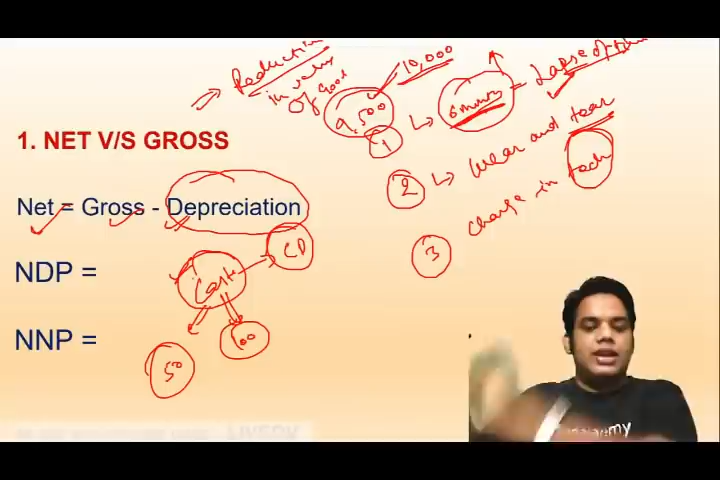 Reduction
in value
of Good
10,000
9,500
1
6 months = Lapse of
2 wear and tear
3 change in tech
1. NET V/S GROSS
Net = Gross - Depreciation
NDP =
CD
NNP =
50
100